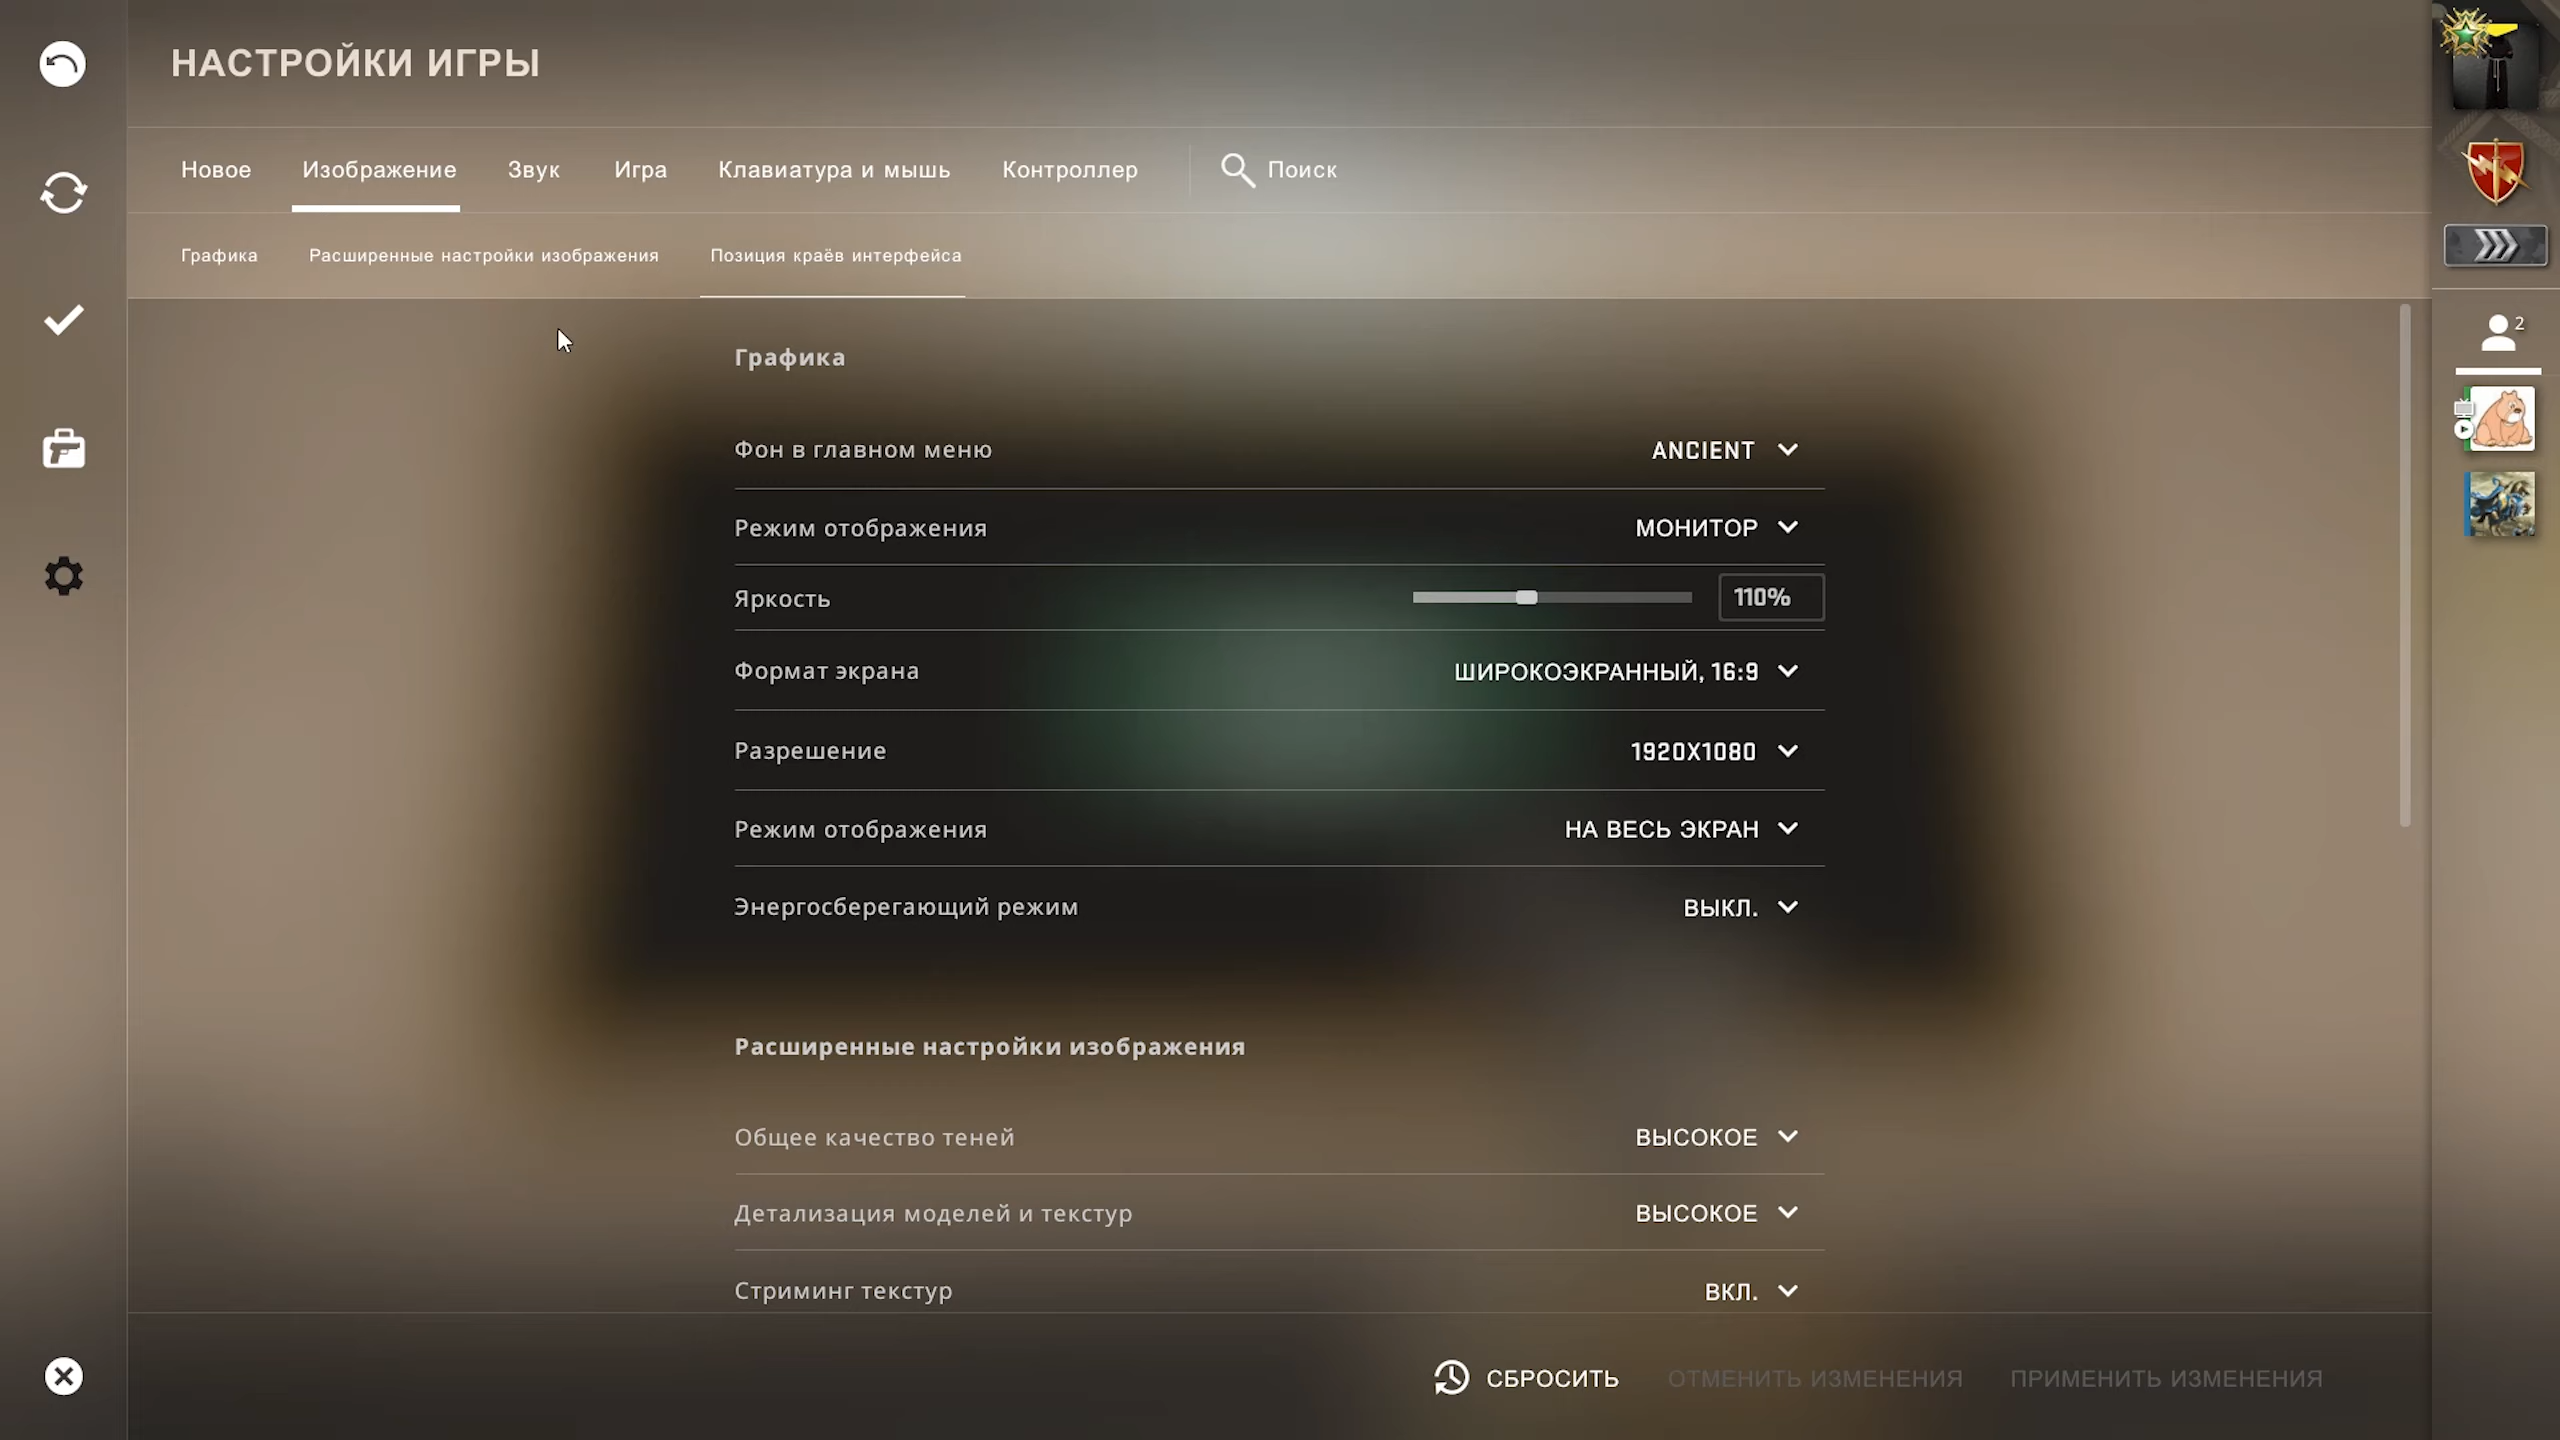 НАСТРОЙКИ ИГРЫ
Новое Изображение Звук Игра Клавиатура и мышь Контроллер Поиск
Графика Расширенные настройки изображения Позиция краёв интерфейса
2
Графика
Фон в главном меню ANCIENT
Режим отображения МОНИТОР
Яркость 110%
Формат экрана ШИРОКОЭКРАННЫЙ, 16:9
Разрешение 1920X1080
Режим отображения НА ВЕСЬ ЭКРАН
Энергосберегающий режим ВЫКЛ.
Расширенные настройки изображения
Общее качество теней ВЫСОКОЕ
Детализация моделей и текстур ВЫСОКОЕ
Стриминг текстур ВКЛ.
СБРОСИТЬ ОТМЕНИТЬ ИЗМЕНЕНИЯ ПРИМЕНИТЬ ИЗМЕНЕНИЯ